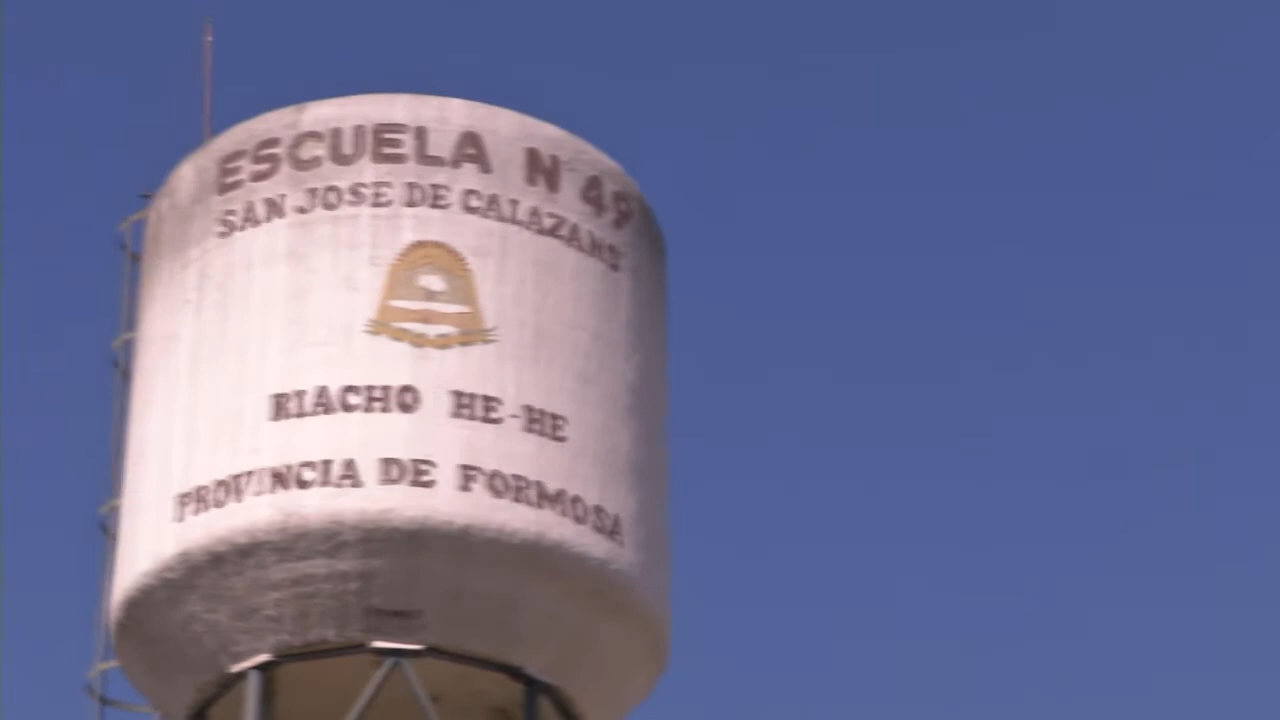 ESCUELA N° 49
SAN JOSE DE CALAZANS
RIACHO HE-HE
PROVINCIA DE FORMOSA